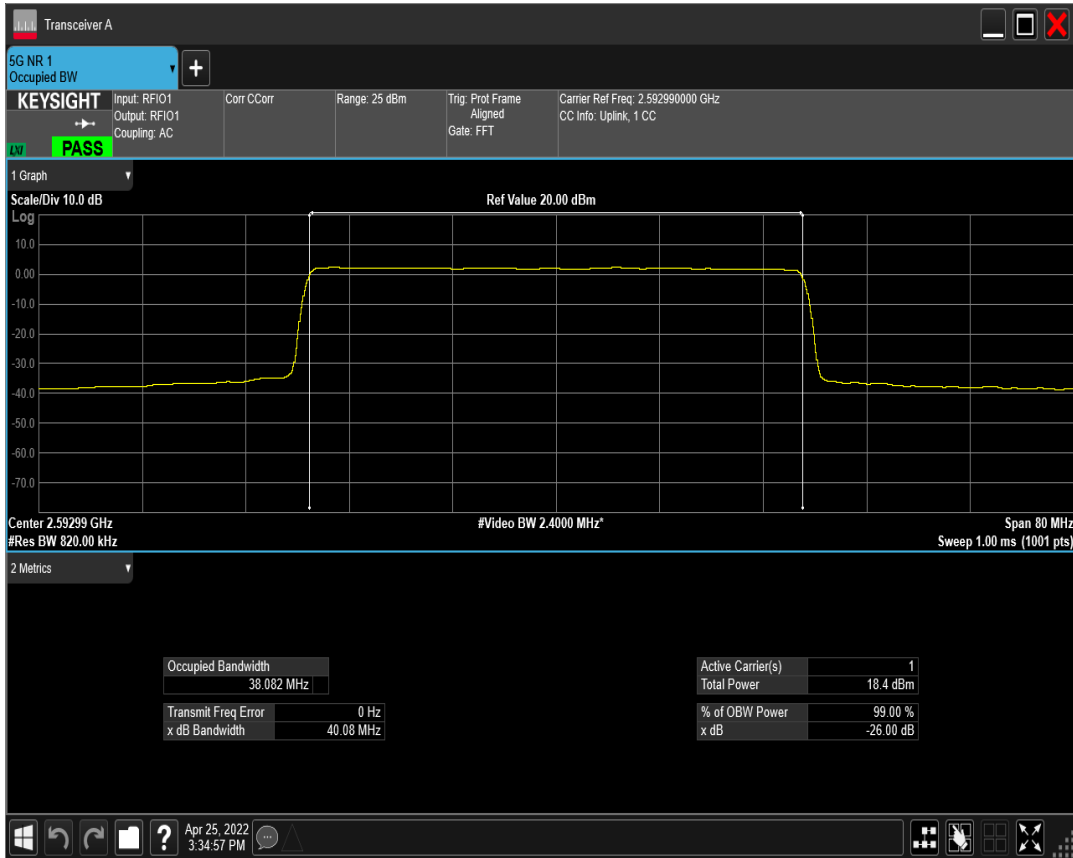 Transceiver A
5G NR 1
Occupied BW
+
KEYSIGHT
Input: RFIO1
Output: RFIO1
Coupling: AC
Corr CCorr
Range: 25 dBm
Trig: Prot Frame
Aligned
Gate: FFT
Carrier Ref Freq: 2.592990000 GHz
CC Info: Uplink, 1 CC
LXI
PASS
1 Graph
Scale/Div 10.0 dB
Ref Value 20.00 dBm
Log
10.0
0.00
-10.0
-20.0
-30.0
-40.0
-50.0
-60.0
-70.0
Center 2.59299 GHz
#Video BW 2.4000 MHz*
Span 80 MHz
#Res BW 820.00 kHz
Sweep 1.00 ms (1001 pts)
2 Metrics
Occupied Bandwidth
38.082 MHz
Transmit Freq Error 0 Hz
x dB Bandwidth 40.08 MHz
Active Carrier(s) 1
Total Power 18.4 dBm
% of OBW Power 99.00 %
x dB -26.00 dB
?
Apr 25, 2022
3:34:57 PM